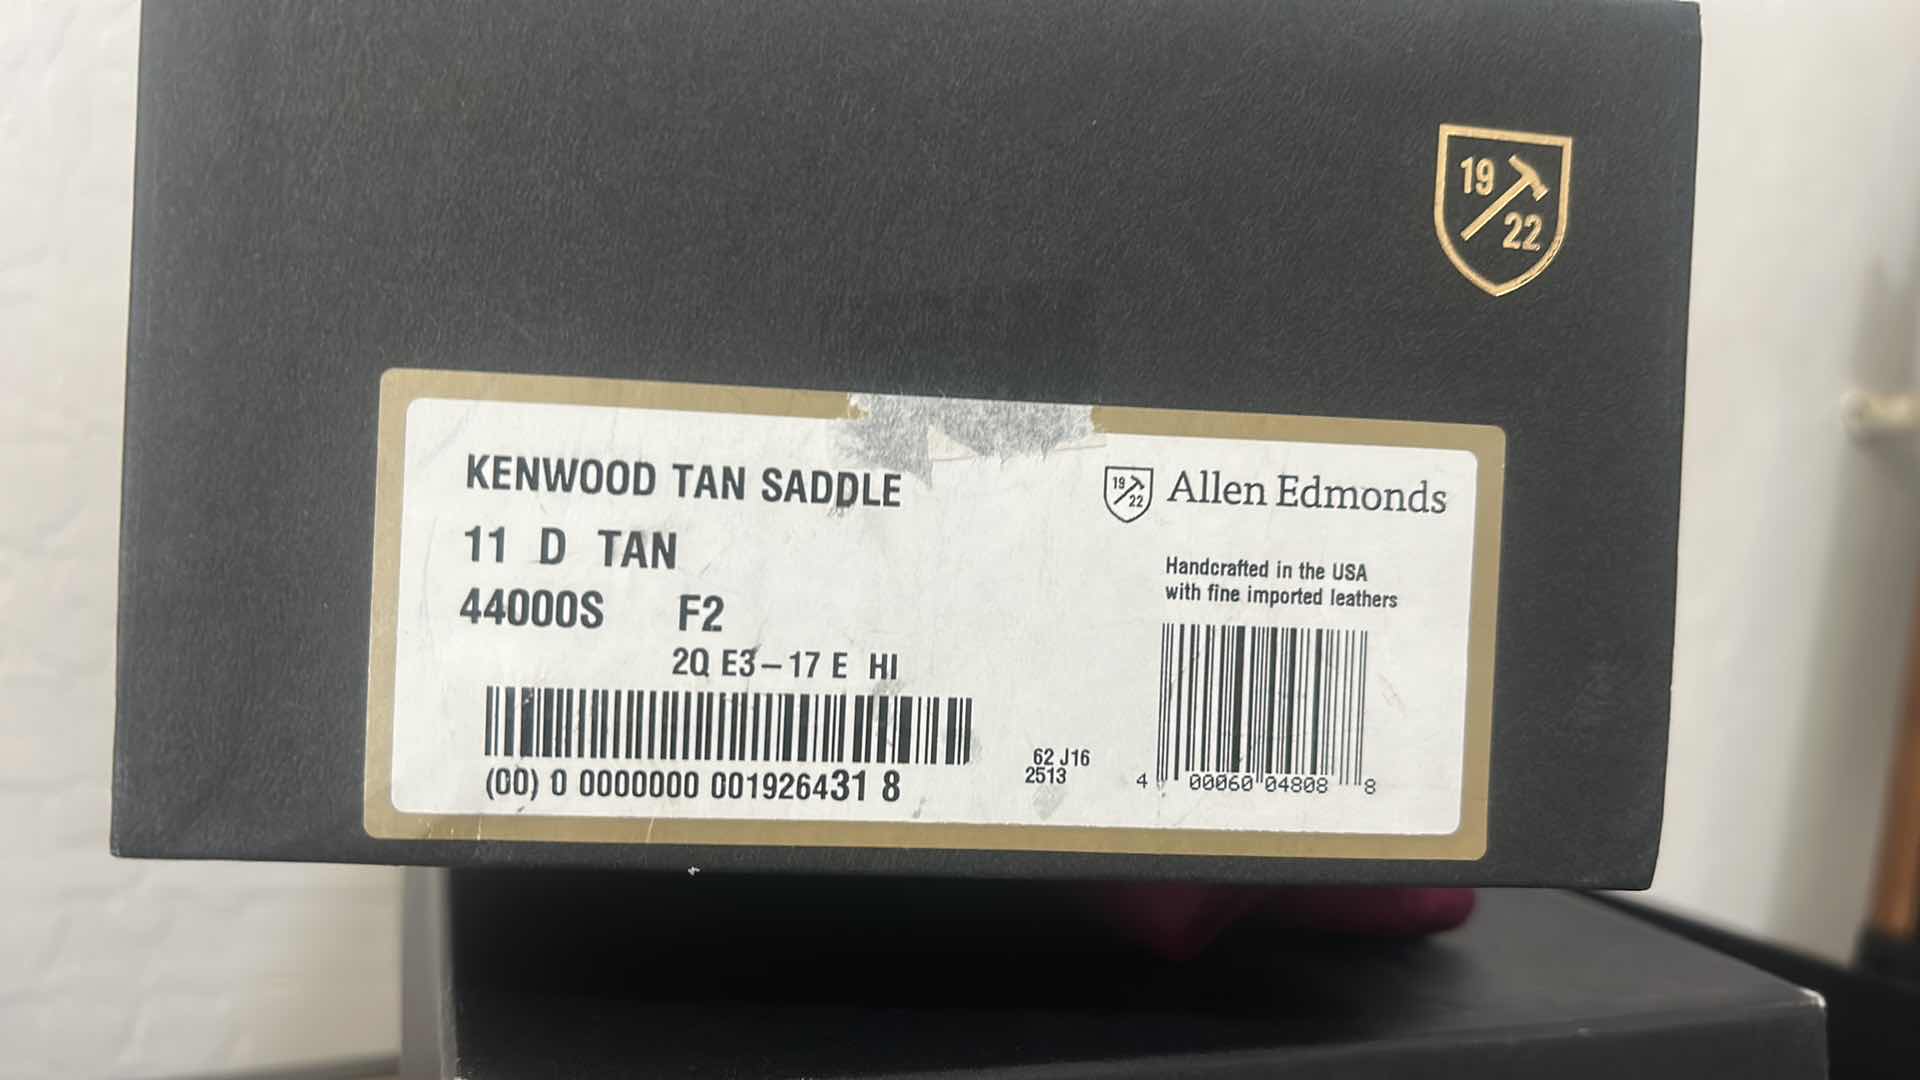 19
22
KENWOOD TAN SADDLE
11 D TAN
44000S F2
2Q E3-17 E HI
(00) 0 0000000 001926431 8
19
22
Allen Edmonds
Handcrafted in the USA
with fine imported leathers
62 J16
2513
4 00060 04808 8